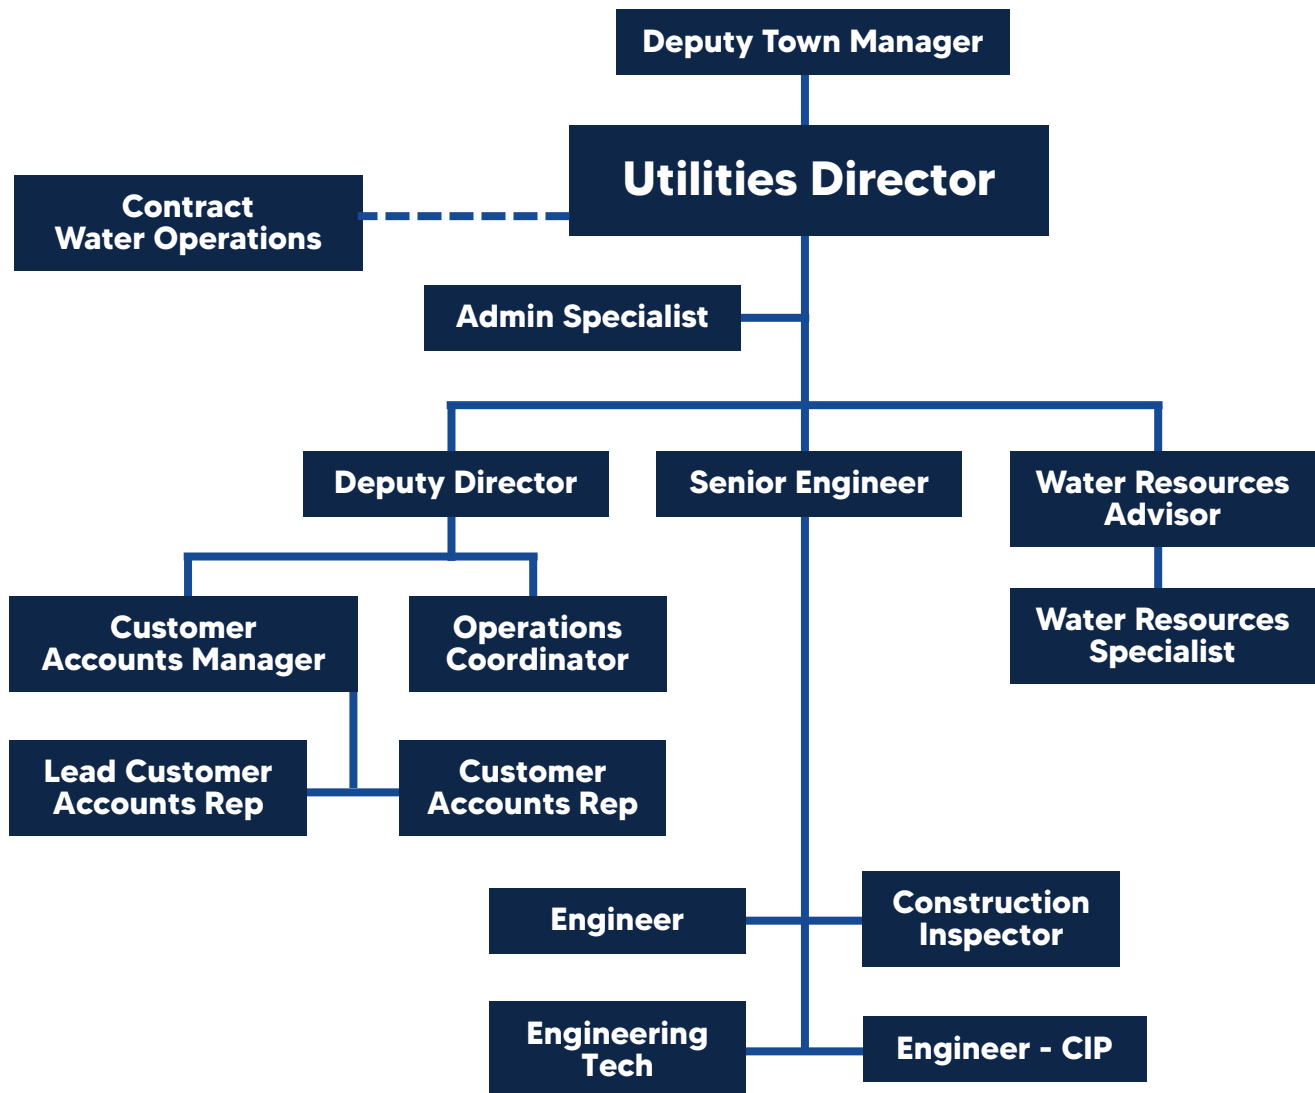 Deputy Town Manager
Utilities Director
Contract
Water Operations
Admin Specialist
Deputy Director
Senior Engineer
Water Resources
Advisor
Customer
Accounts Manager
Operations
Coordinator
Water Resources
Specialist
Lead Customer
Accounts Rep
Customer
Accounts Rep
Engineer
Construction
Inspector
Engineering
Tech
Engineer - CIP